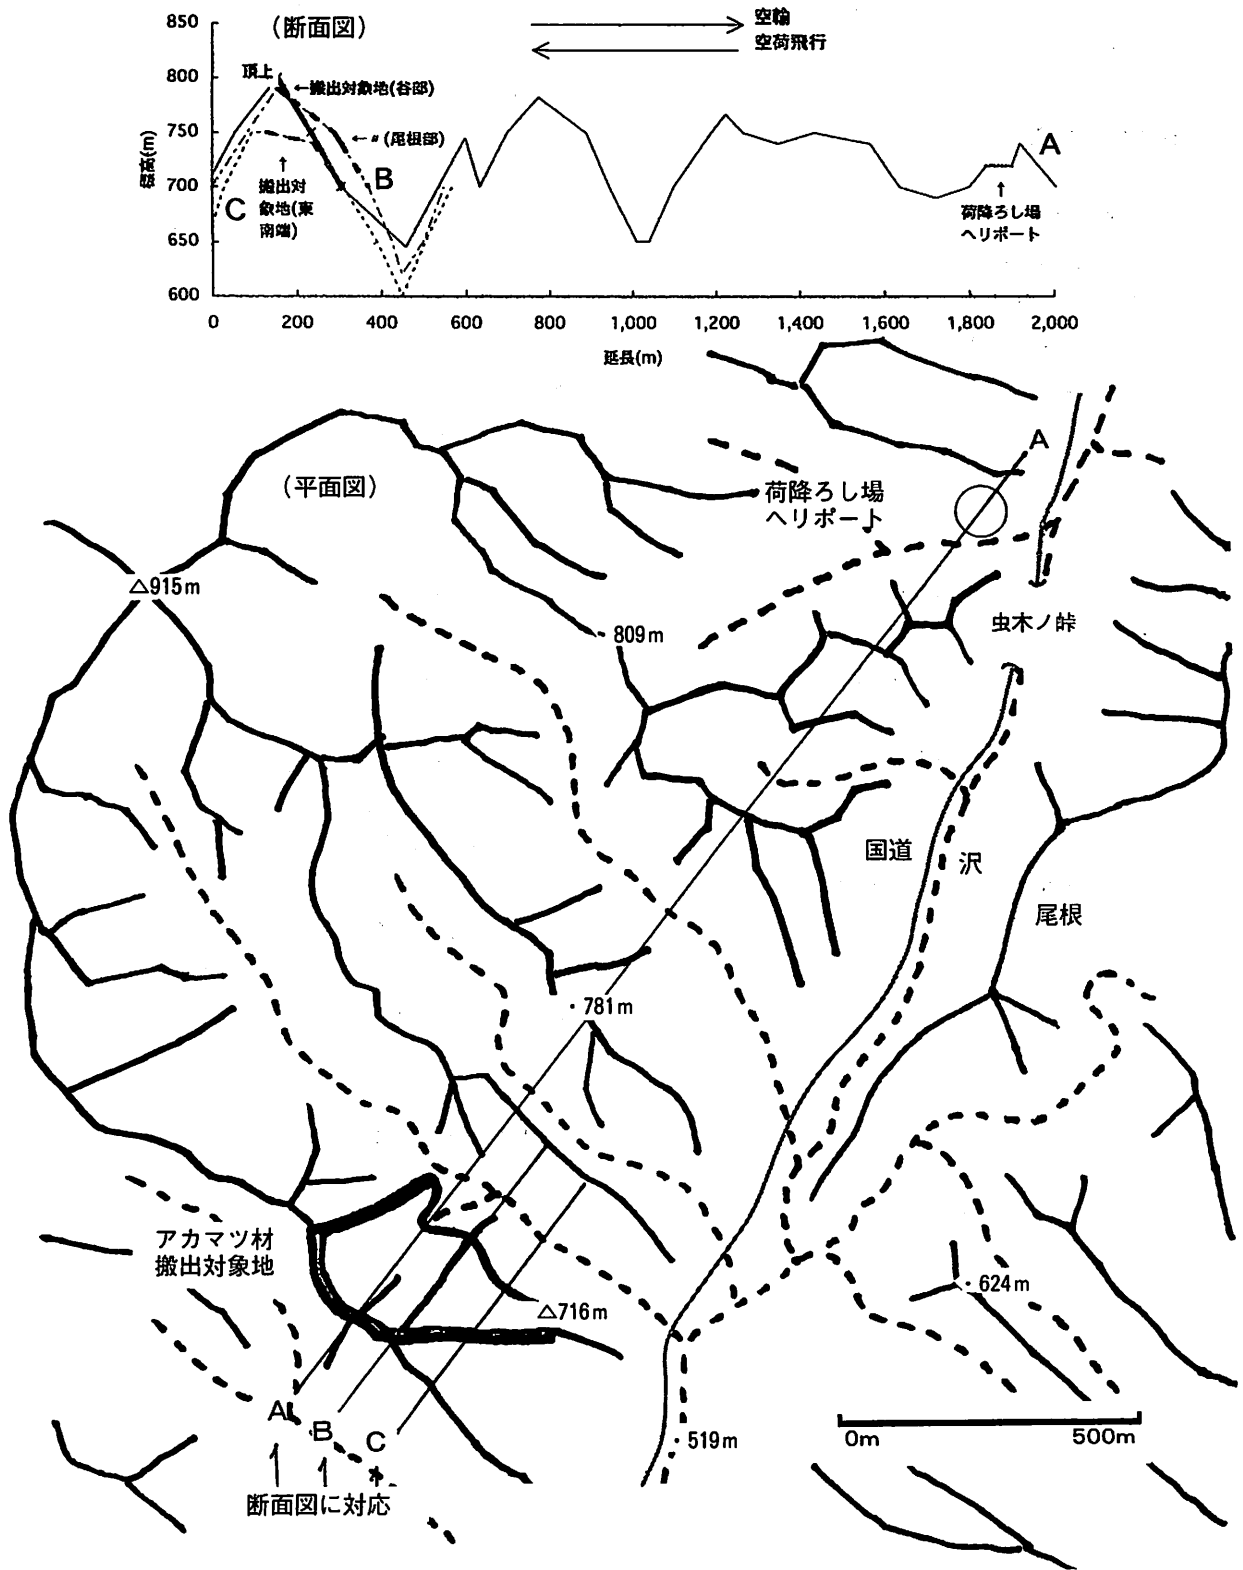 (断面図)
850
800
750
700
650
600
標高(m)
空輸
空荷飛行
頂上
←搬出対象地(谷部)
←〃(尾根部)
B
C
↑
搬出対
象地(東
南端)
A
↑
荷降ろし場
ヘリポート
0
200
400
600
800
1,000
1,200
1,400
1,600
1,800
2,000
延長(m)
(平面図)
A
荷降ろし場
ヘリポート
△915m
・809m
虫木ノ峠
国道
沢
尾根
・781m
アカマツ材
搬出対象地
△716m
・624m
A
B
C
断面図に対応
・519m
0m
500m